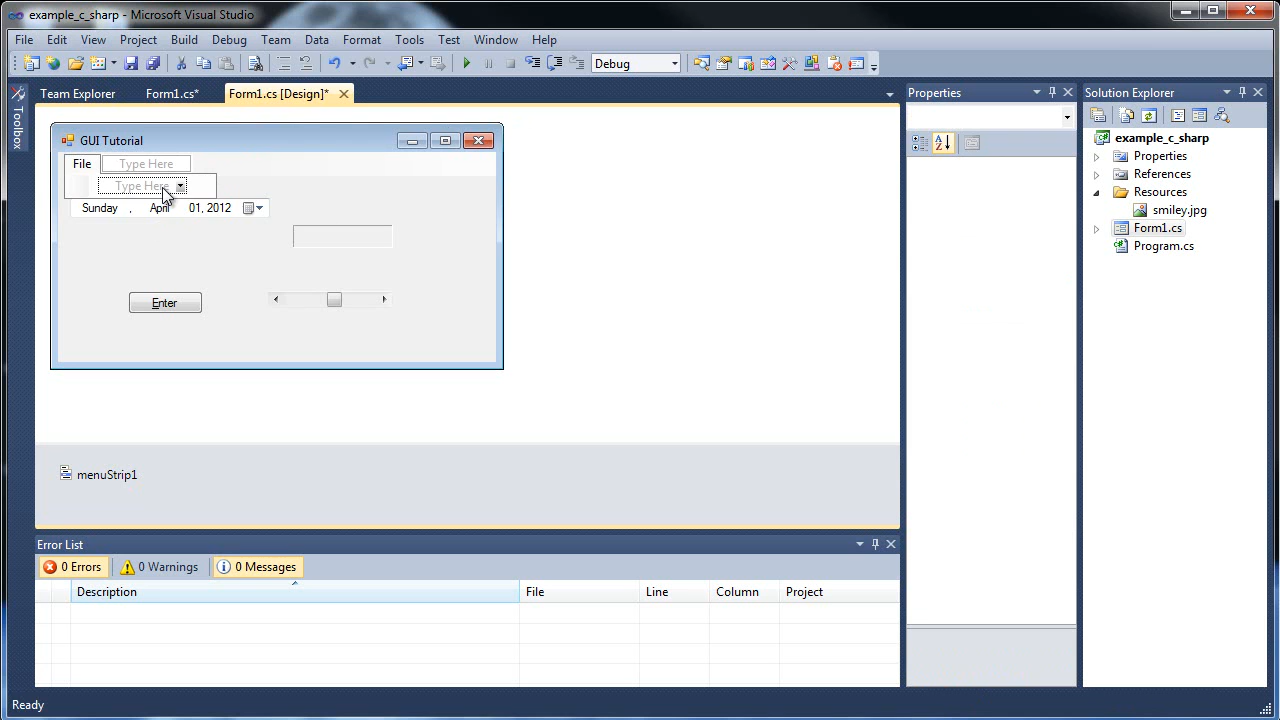 example_c_sharp - Microsoft Visual Studio
File Edit View Project Build Debug Team Data Format Tools Test Window Help
Debug
Toolbox
Team Explorer Form1.cs* Form1.cs [Design]*
GUI Tutorial
File Type Here
Type Here
Sunday , April 01, 2012
Enter
menuStrip1
Error List
0 Errors 0 Warnings 0 Messages
Description File Line Column Project
Properties
Solution Explorer
example_c_sharp
Properties
References
Resources
smiley.jpg
Form1.cs
Program.cs
Ready